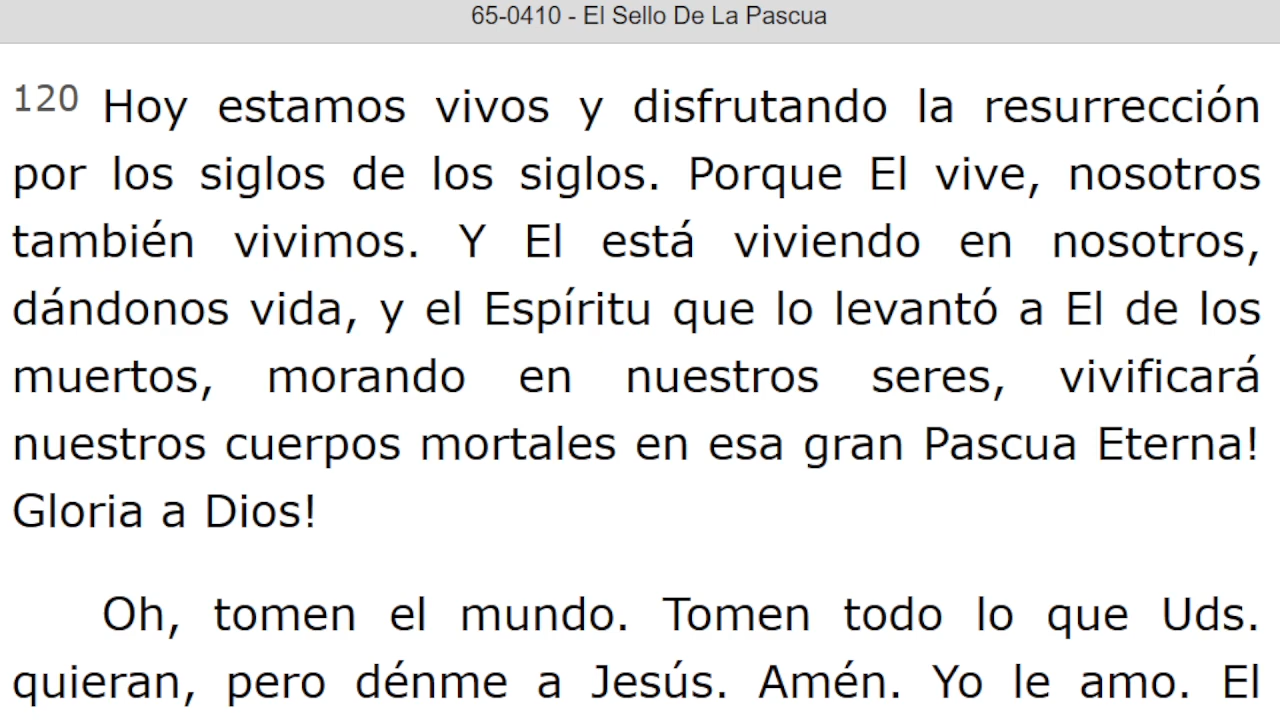 65-0410 - El Sello De La Pascua
120 Hoy estamos vivos y disfrutando la resurrección
por los siglos de los siglos. Porque El vive, nosotros
también vivimos. Y El está viviendo en nosotros,
dándonos vida, y el Espíritu que lo levantó a El de los
muertos, morando en nuestros seres, vivificará
nuestros cuerpos mortales en esa gran Pascua Eterna!
Gloria a Dios!
Oh, tomen el mundo. Tomen todo lo que Uds.
quieran, pero dénme a Jesús. Amén. Yo le amo. El